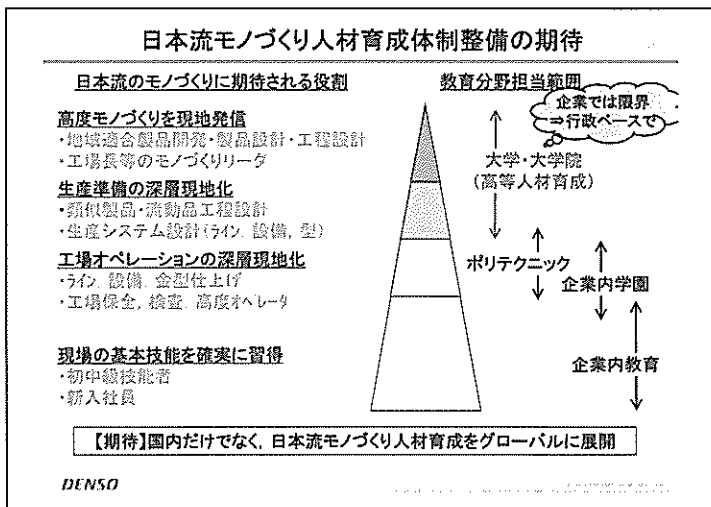 日本流モノづくり人材育成体制整備の期待
日本流のモノづくりに期待される役割
高度モノづくりを現地発信
・地域適合製品開発・製品設計・工程設計
・工場長等のモノづくりリーダ
生産準備の深層現地化
・類似製品・流動品工程設計
・生産システム設計(ライン, 設備, 型)
工場オペレーションの深層現地化
・ライン, 設備, 金型仕上げ
・工場保全, 検査, 高度オペレータ
現場の基本技能を確実に習得
・初中級技能者
・新入社員
教育分野担当範囲
企業では限界
⇒行政ベースで
大学・大学院
(高等人材育成)
ポリテクニック
企業内学園
企業内教育
【期待】国内だけでなく, 日本流モノづくり人材育成をグローバルに展開
DENSO